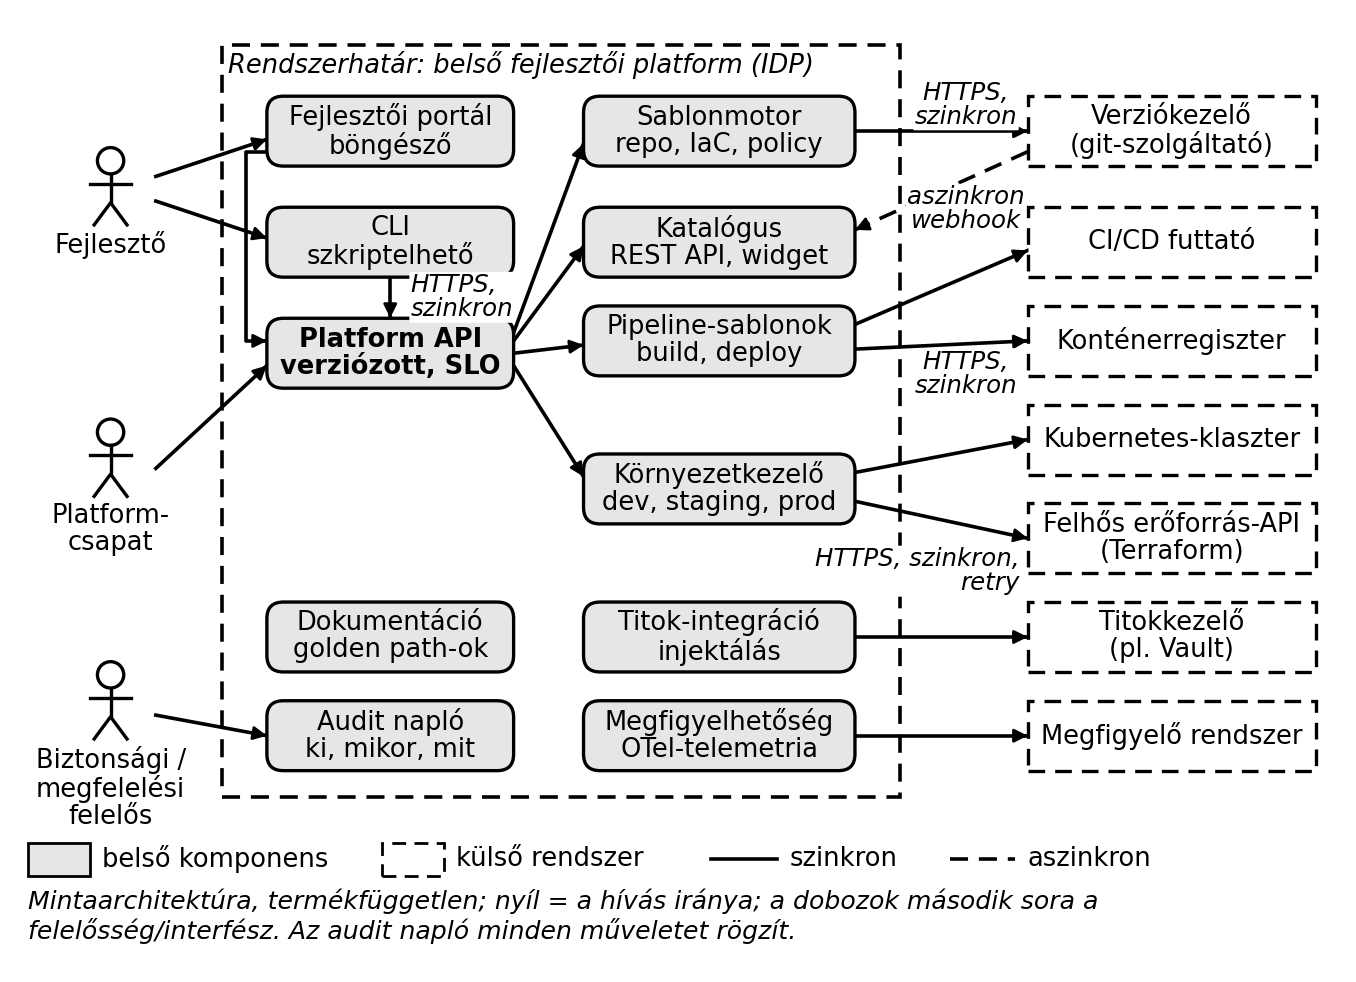 Rendszerhatár: belső fejlesztői platform (IDP)
Fejlesztő
Platform-
csapat
Biztonsági /
megfelelési
felelős
Fejlesztői portál
böngésző
CLI
szkriptelhető
HTTPS,
szinkron
Platform API
verziózott, SLO
Dokumentáció
golden path-ok
Audit napló
ki, mikor, mit
Sablonmotor
repo, IaC, policy
Katalógus
REST API, widget
Pipeline-sablonok
build, deploy
Környezetkezelő
dev, staging, prod
Titok-integráció
injektálás
Megfigyelhetőség
OTel-telemetria
HTTPS,
szinkron
aszinkron
webhook
HTTPS,
szinkron
HTTPS, szinkron,
retry
Verziókezelő
(git-szolgáltató)
CI/CD futtató
Konténerregiszter
Kubernetes-klaszter
Felhős erőforrás-API
(Terraform)
Titokkezelő
(pl. Vault)
Megfigyelő rendszer
belső komponens
külső rendszer
szinkron
aszinkron
Mintaarchitektúra, termékfüggetlen; nyíl = a hívás iránya; a dobozok második sora a
felelősség/interfész. Az audit napló minden műveletet rögzít.